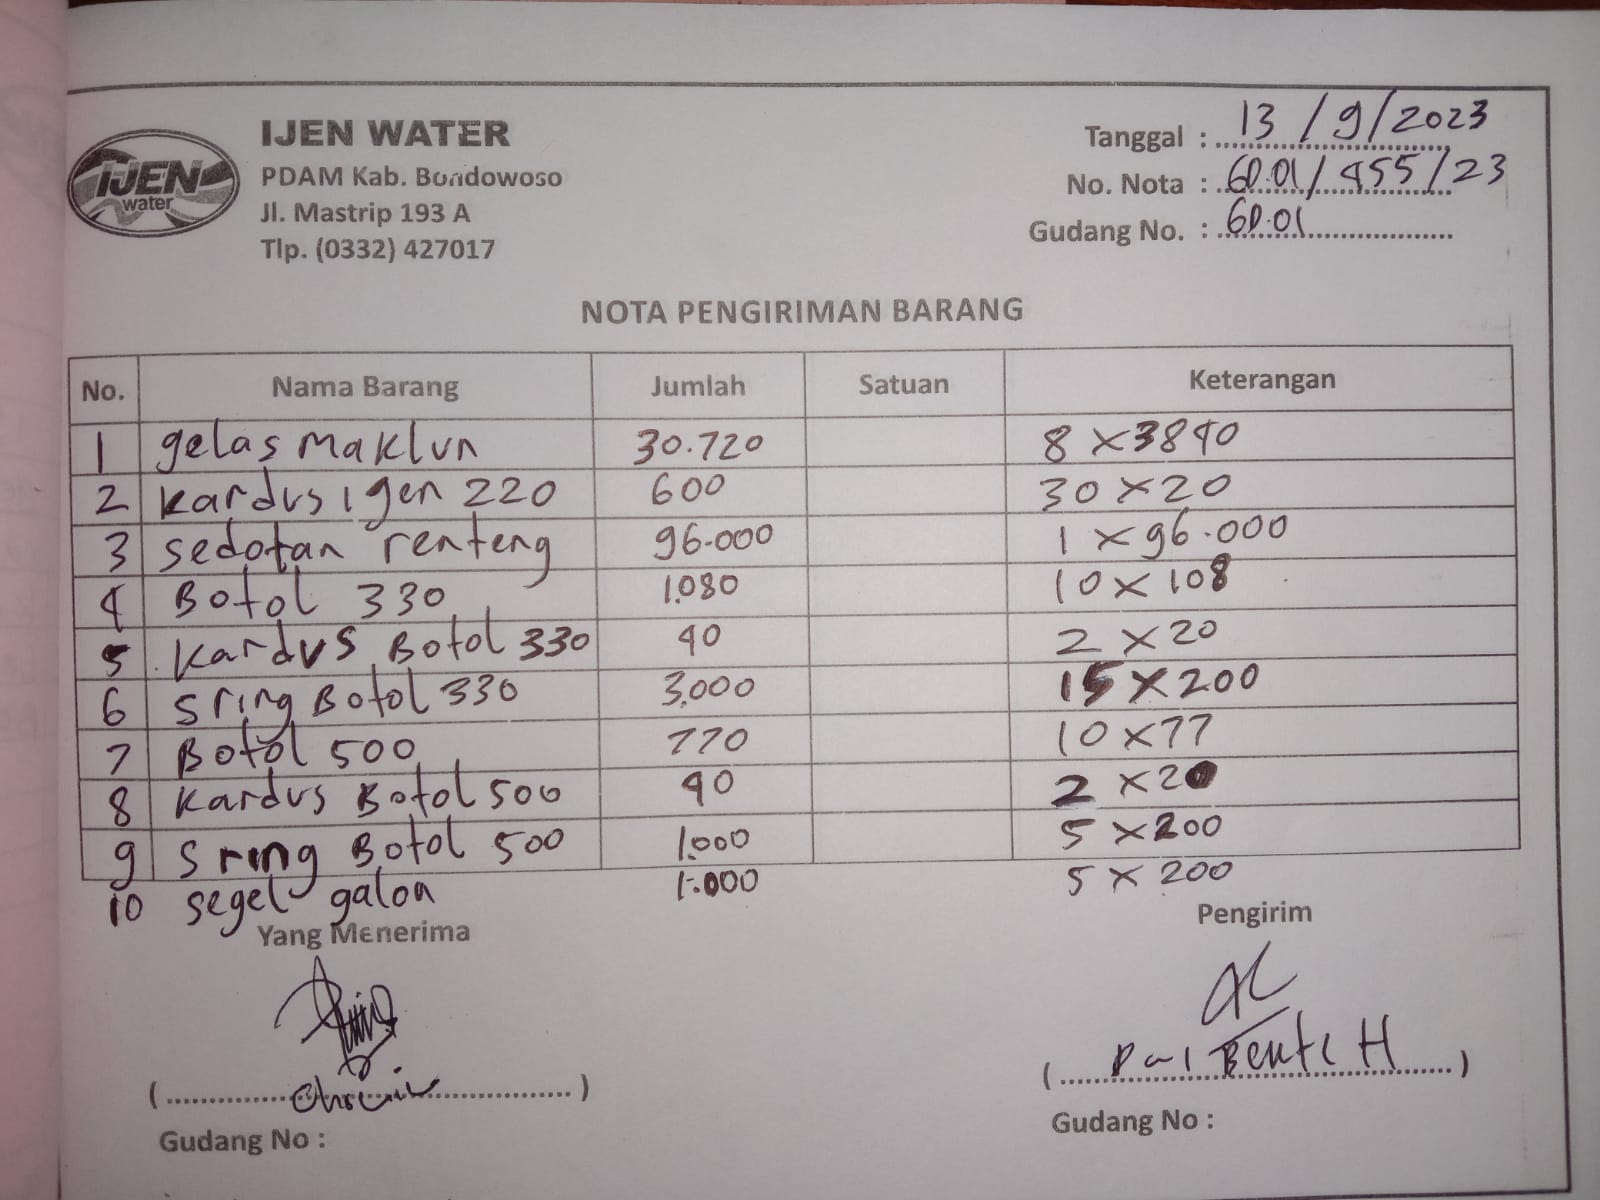 IJEN water
IJEN WATER
PDAM Kab. Bondowoso
Jl. Mastrip 193 A
Tlp. (0332) 427017
Tanggal : 13/9/2023
No. Nota : 60.01/455/23
Gudang No. : 60.01
NOTA PENGIRIMAN BARANG
No. Nama Barang Jumlah Satuan Keterangan
1 gelas Maklun 30.720 8 x 3840
2 kardus ijen 220 600 30 x 20
3 sedotan renteng 96.000 1 x 96.000
4 Botol 330 1.080 10 x 108
5 kardus Botol 330 40 2 x 20
6 Sring Botol 330 3.000 15 x 200
7 Botol 500 770 10 x 77
8 kardus Botol 500 40 2 x 20
9 Sring Botol 500 1.000 5 x 200
10 segel galon 1.000 5 x 200
Yang Menerima Pengirim
Gudang No : Gudang No :